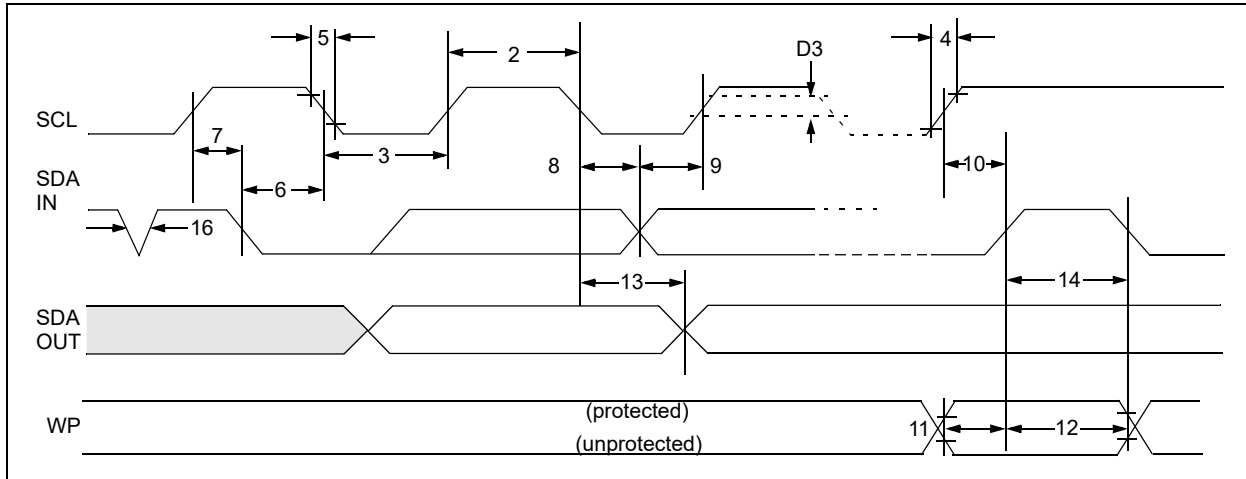 5
2
D3
4
SCL
7
3
8
9
10
SDA
IN
6
16
13
14
SDA
OUT
WP
(protected)
(unprotected)
11
12